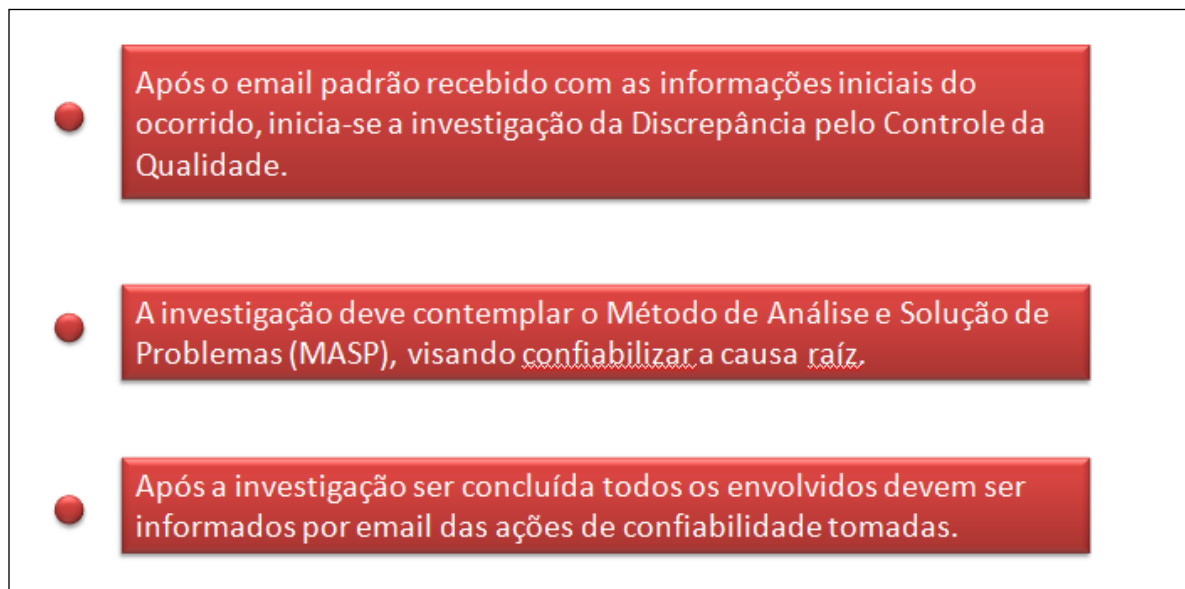 Após o email padrão recebido com as informações iniciais do
ocorrido, inicia-se a investigação da Discrepância pelo Controle da
Qualidade.
A investigação deve contemplar o Método de Análise e Solução de
Problemas (MASP), visando confiabilizar a causa raíz.
Após a investigação ser concluída todos os envolvidos devem ser
informados por email das ações de confiabilidade tomadas.